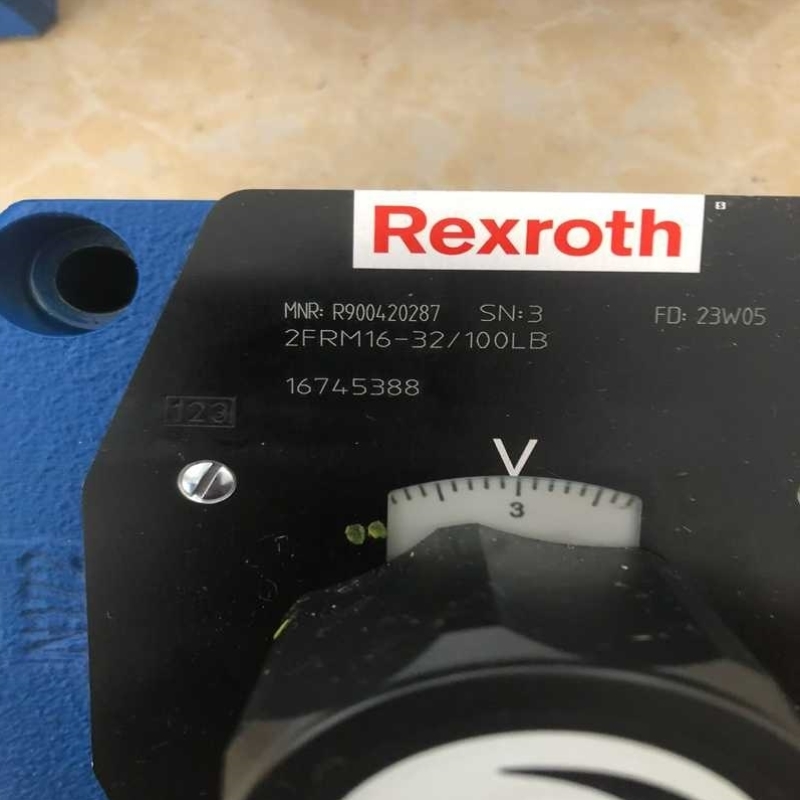 Rexroth
MNR: R900420287 SN:3 FD: 23W05
2FRM16-32/100LB
16745388
123
V
3